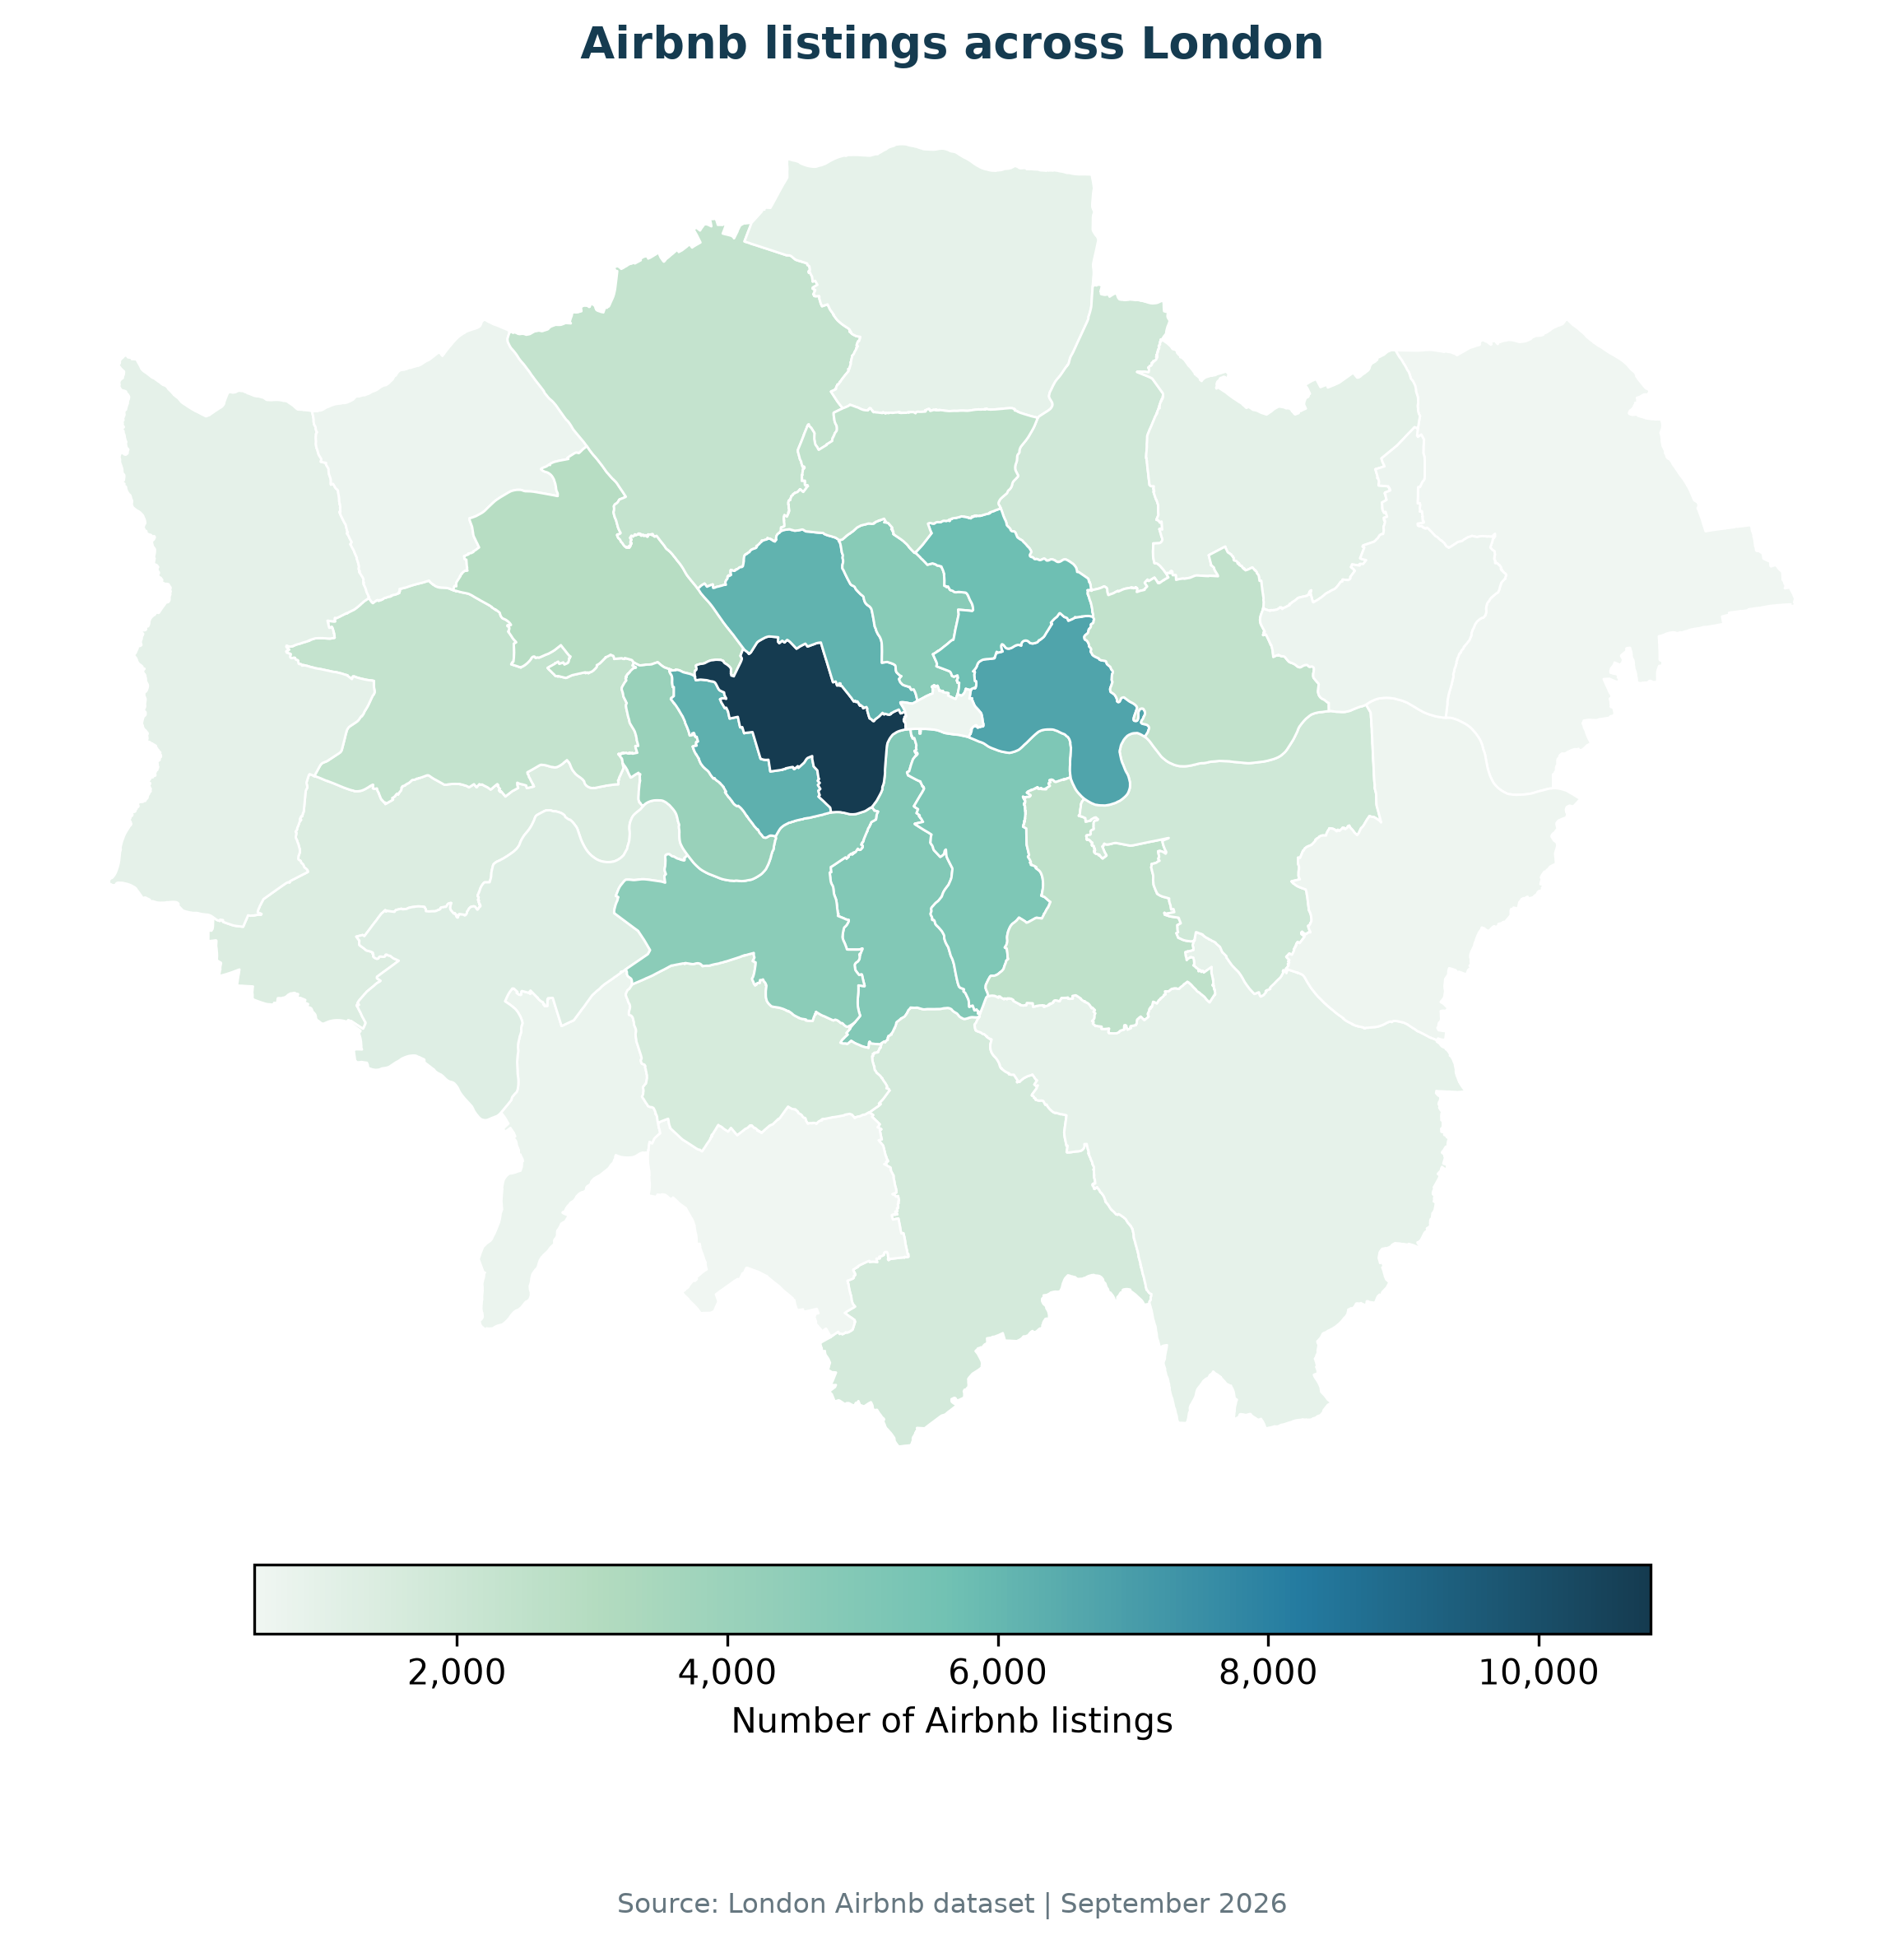 Airbnb listings across London
2,000 4,000 6,000 8,000 10,000
Number of Airbnb listings
Source: London Airbnb dataset | September 2026